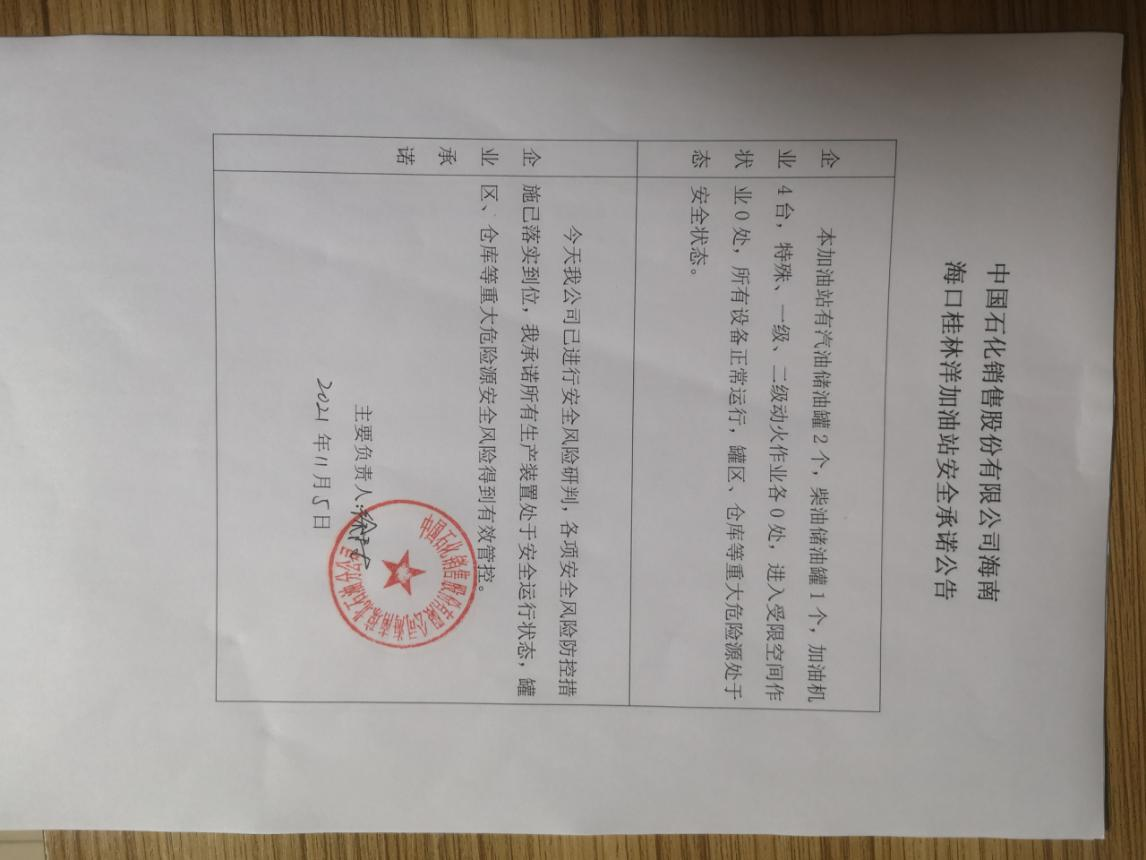 中国石化销售股份有限公司海南
海口桂林洋加油站安全承诺公告
企业状态
本加油站有汽油储油罐2个，柴油储油罐1个，加油机
4台，特殊、一级、二级动火作业各0处，进入受限空间作
业0处，所有设备正常运行，罐区、仓库等重大危险源处于
安全状态。
企业承诺
今天我公司已进行安全风险研判，各项安全风险防控措
施已落实到位，我承诺所有生产装置处于安全运行状态，罐
区、仓库等重大危险源安全风险得到有效管控。
主要负责人：
2021年11月5日